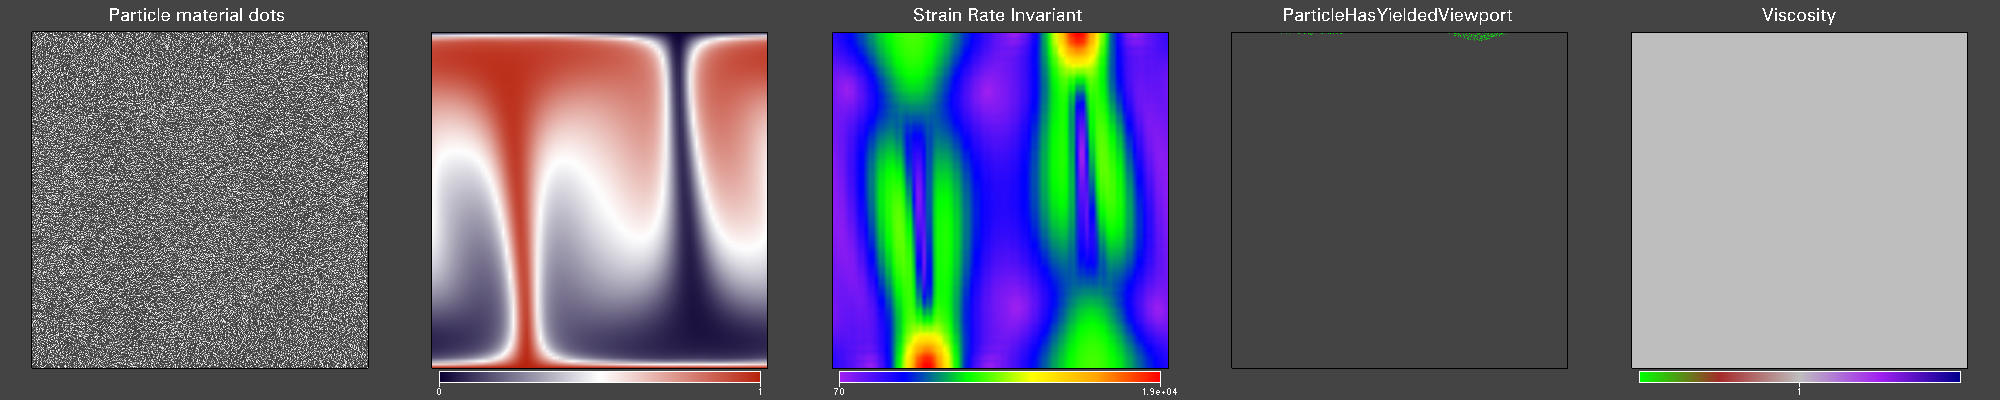 Particle material dots
Strain Rate Invariant
ParticleHasYieldedViewport
Viscosity
0
1
70
1.9e+04
1